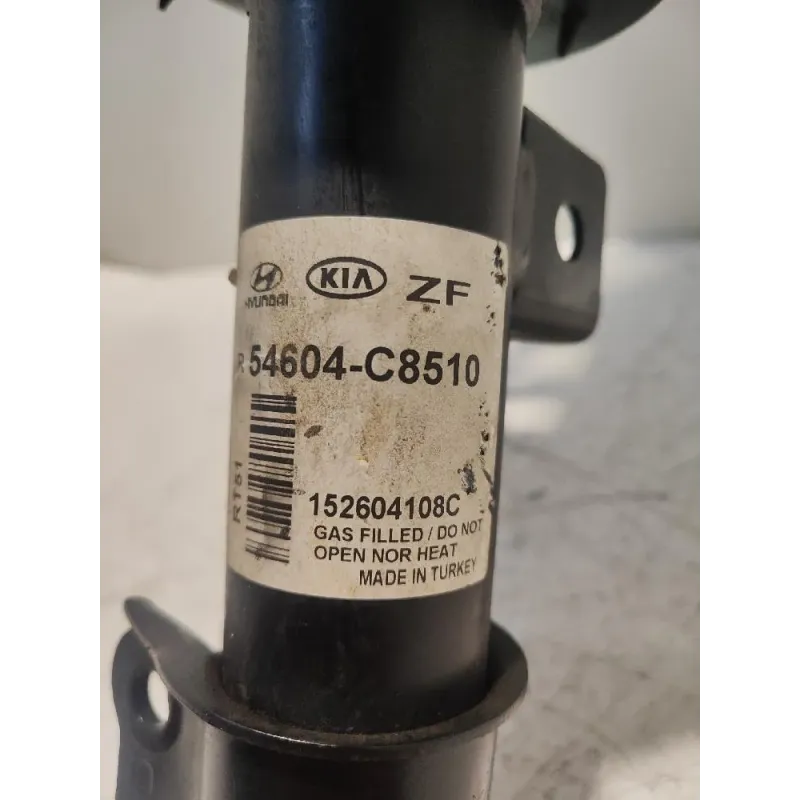 HYUNDAI KIA ZF
R 54604-C8510
RT51
152604108C
GAS FILLED / DO NOT
OPEN NOR HEAT
MADE IN TURKEY